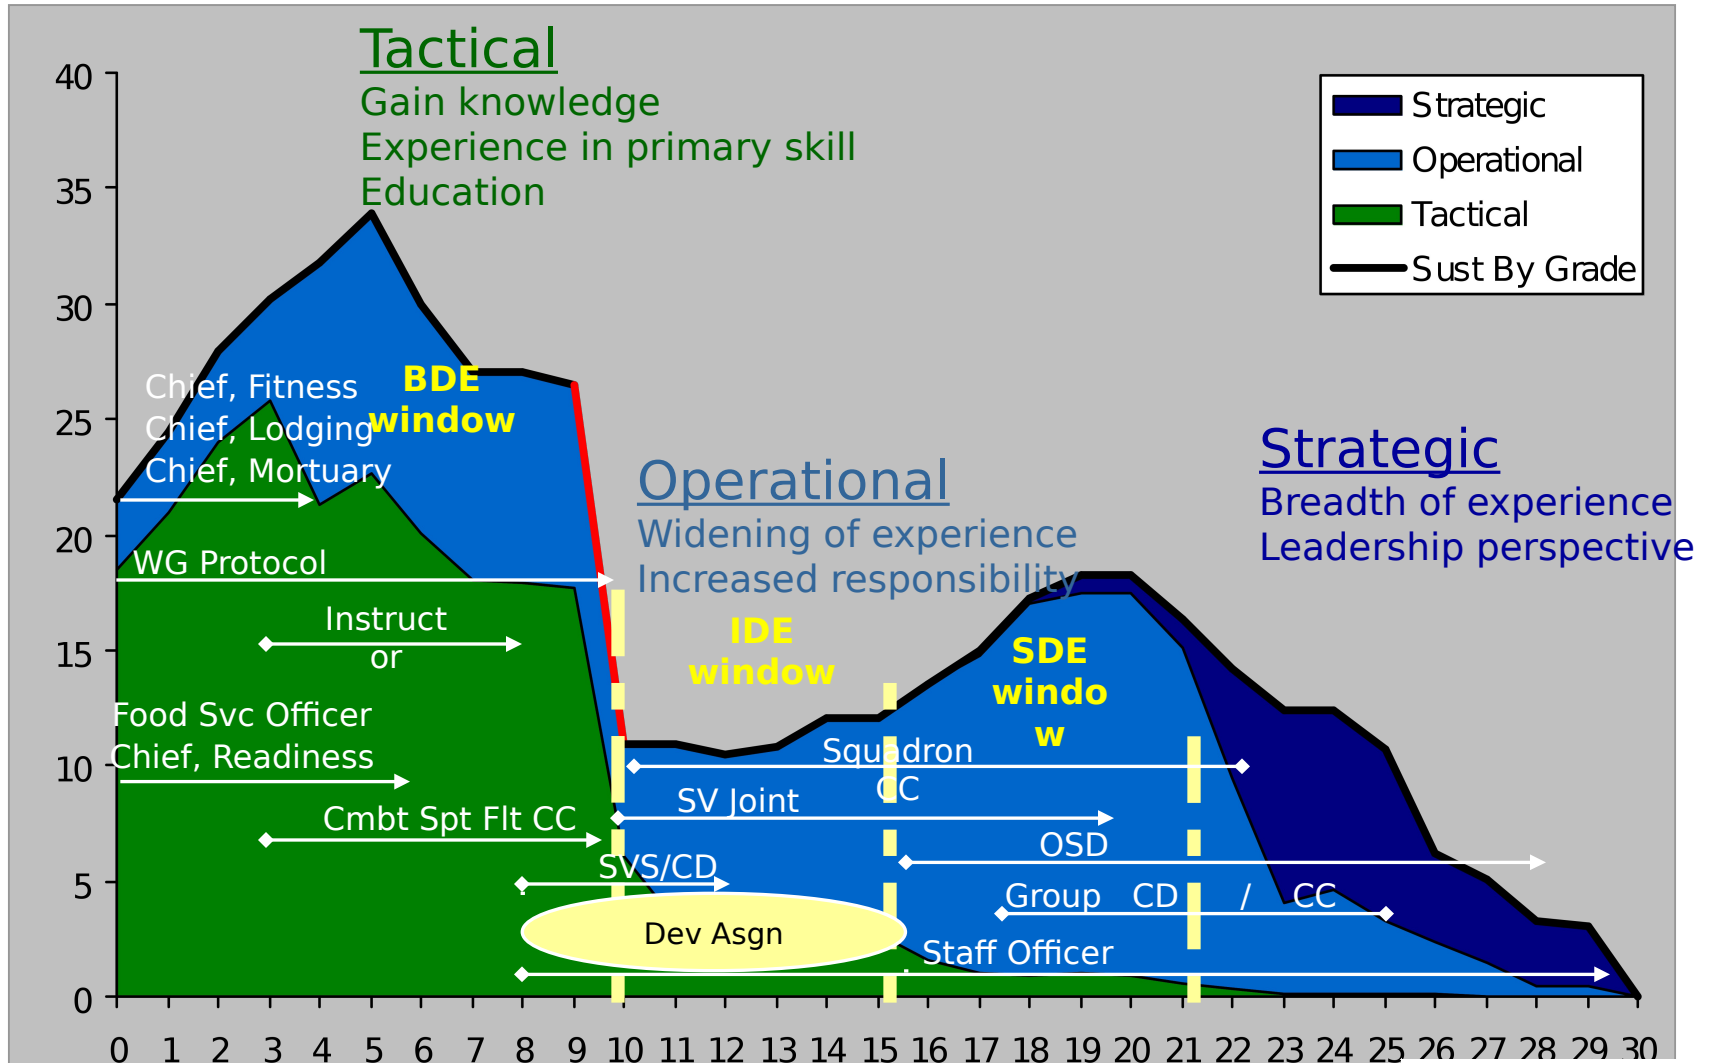 Tactical
Gain knowledge
Experience in primary skill
Education
40
35
30
25
20
15
10
5
0
Strategic
Operational
Tactical
Sust By Grade
Chief, Fitness
Chief, Lodging
Chief, Mortuary
BDE
window
Operational
Widening of experience
Increased responsibility
Strategic
Breadth of experience
Leadership perspective
WG Protocol
Instruct
or
IDE
window
SDE
windo
w
Food Svc Officer
Chief, Readiness
Squadron
CC
SV Joint
Cmbt Spt Flt CC
OSD
SVS/CD
Group CD / CC
Dev Asgn
Staff Officer
0 1 2 3 4 5 6 7 8 9 10 11 12 13 14 15 16 17 18 19 20 21 22 23 24 25 26 27 28 29 30